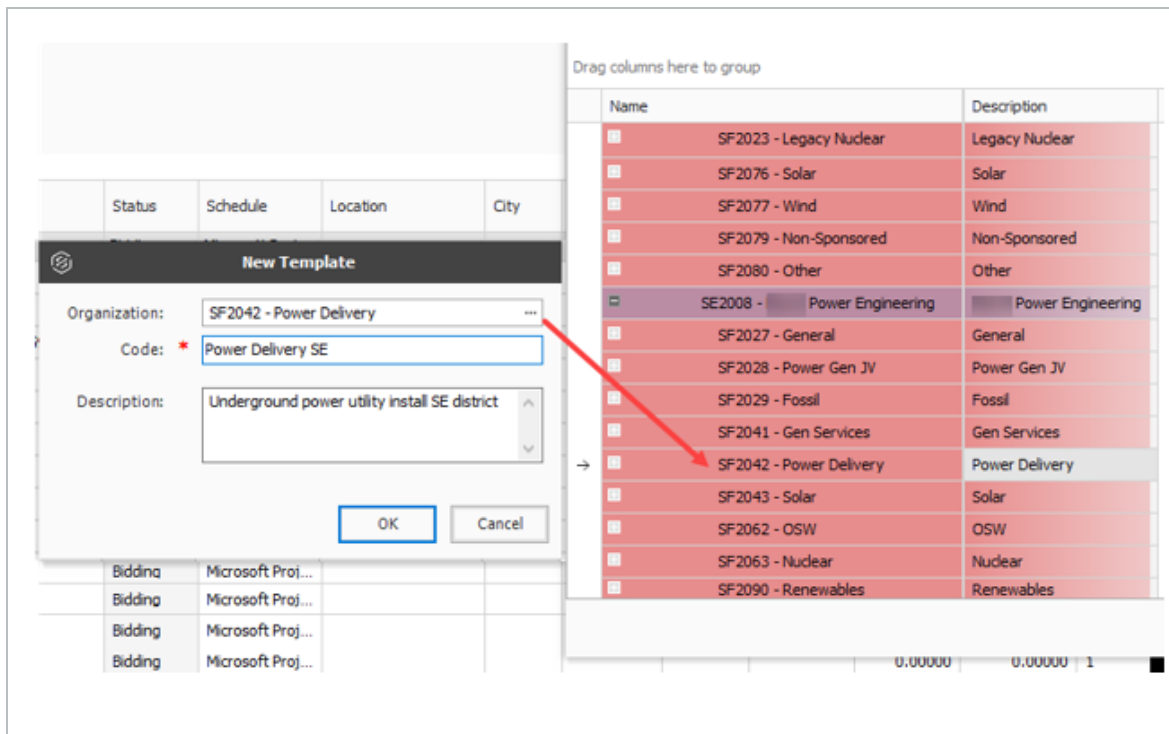 Drag columns here to group
Name Description
SF2023 - Legacy Nuclear Legacy Nuclear
SF2076 - Solar Solar
SF2077 - Wind Wind
SF2079 - Non-Sponsored Non-Sponsored
SF2080 - Other Other
SE2008 - Power Engineering Power Engineering
SF2027 - General General
SF2028 - Power Gen JV Power Gen JV
SF2029 - Fossil Fossil
SF2041 - Gen Services Gen Services
SF2042 - Power Delivery Power Delivery
SF2043 - Solar Solar
SF2062 - OSW OSW
SF2063 - Nuclear Nuclear
SF2090 - Renewables Renewables
Status Schedule Location City
New Template
Organization: SF2042 - Power Delivery ...
Code: * Power Delivery SE
Description: Underground power utility install SE district
OK Cancel
Bidding Microsoft Proj...
Bidding Microsoft Proj...
Bidding Microsoft Proj...
Bidding Microsoft Proj...
0.00000 0.00000 1